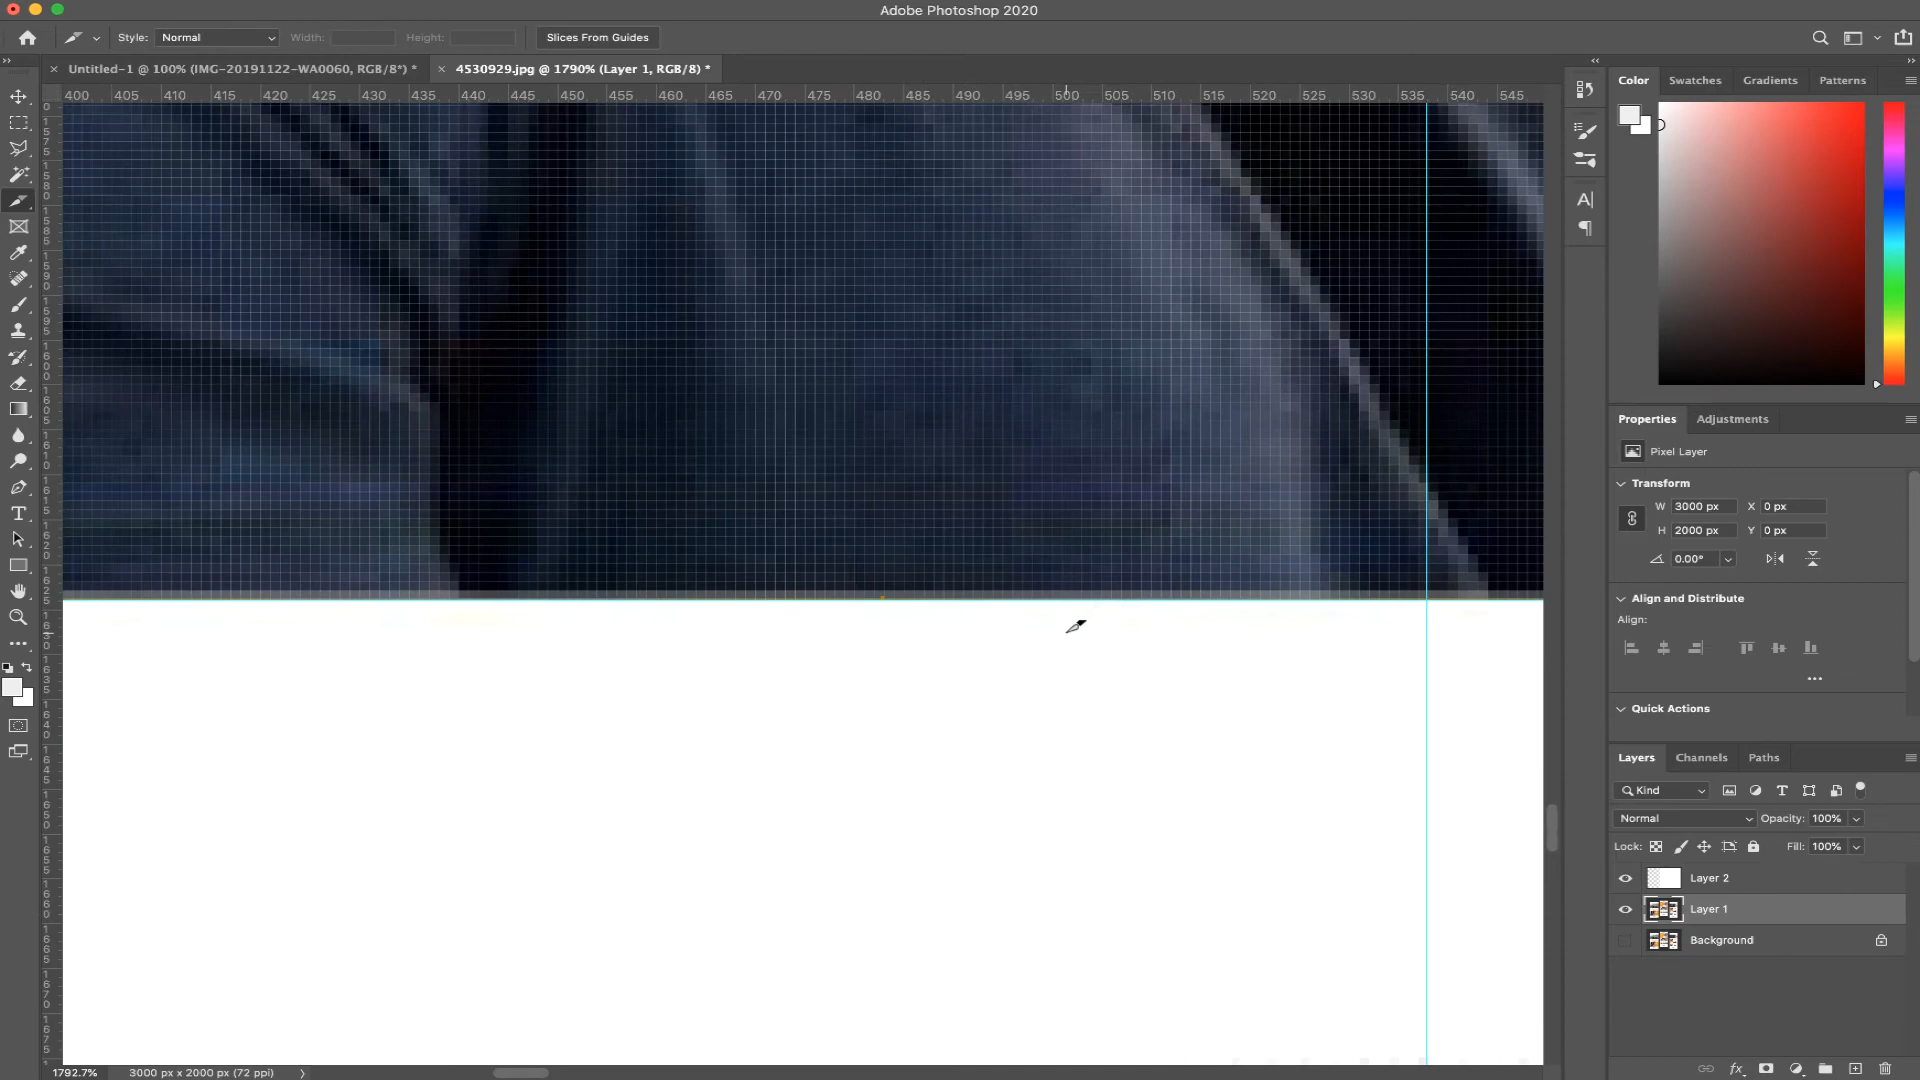 Adobe Photoshop 2020
Style: Normal Width: Height: Slices From Guides
Untitled-1 @ 100% (IMG-20191122-WA0060, RGB/8*) *
4530929.jpg @ 1790% (Layer 1, RGB/8) *
400 405 410 415 420 425 430 435 440 445 450 455 460 465 470 475 480 485 490 495 500 505 510 515 520 525 530 535 540 545
Color Swatches Gradients Patterns
Properties Adjustments
Pixel Layer
Transform
W 3000 px X 0 px
H 2000 px Y 0 px
0.00°
Align and Distribute
Align:
Quick Actions
Layers Channels Paths
Kind
Normal Opacity: 100%
Lock: Fill: 100%
Layer 2
Layer 1
Background
1792.7% 3000 px x 2000 px (72 ppi)